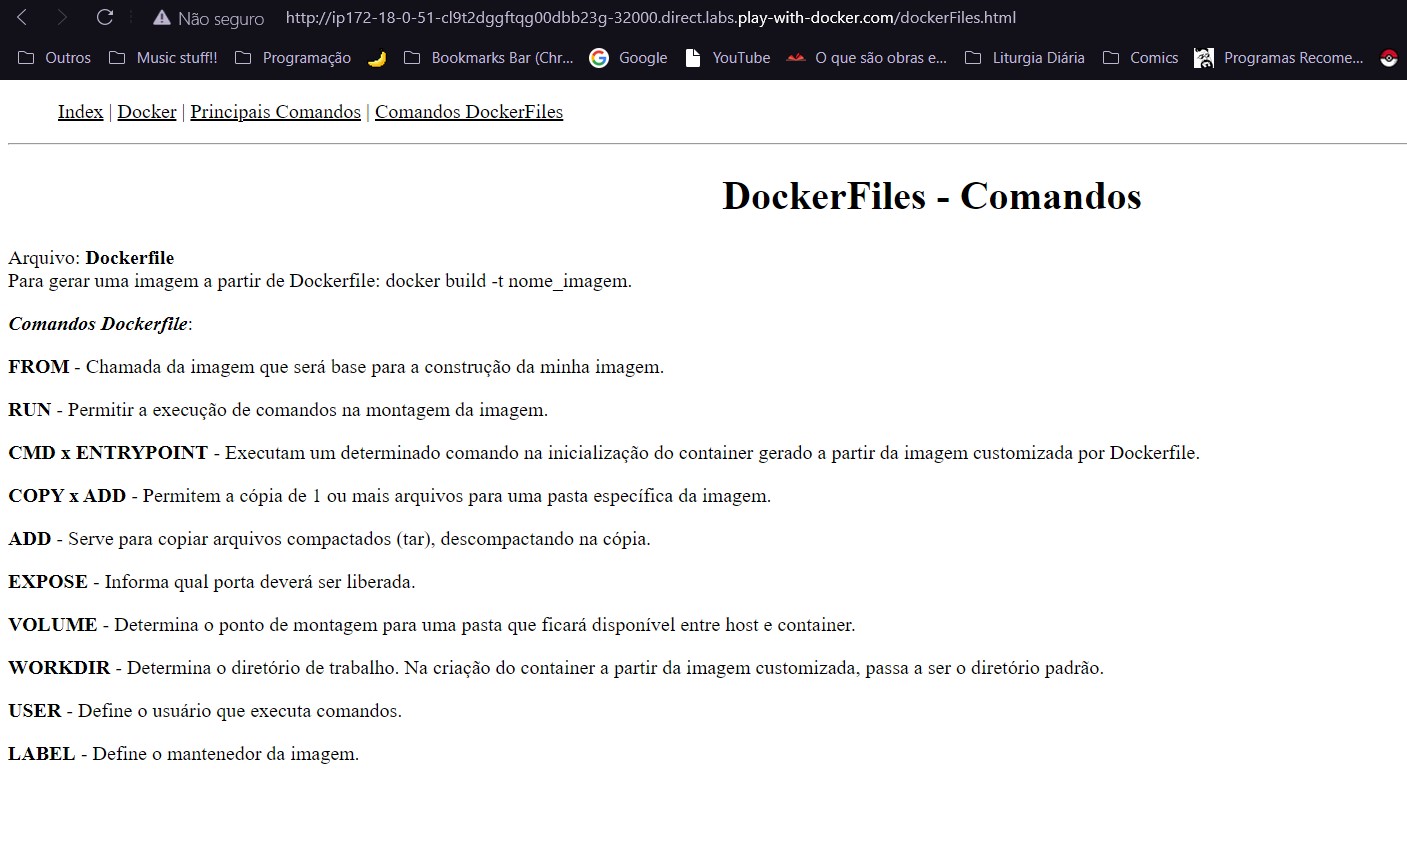 Não seguro http://ip172-18-0-51-cl9t2dggftqg00dbb23g-32000.direct.labs.play-with-docker.com/dockerFiles.html
Outros Music stuff!! Programação Bookmarks Bar (Chr... Google YouTube O que são obras e... Liturgia Diária Comics Programas Recome...
Index | Docker | Principais Comandos | Comandos DockerFiles
DockerFiles - Comandos
Arquivo: Dockerfile
Para gerar uma imagem a partir de Dockerfile: docker build -t nome_imagem.
Comandos Dockerfile:
FROM - Chamada da imagem que será base para a construção da minha imagem.
RUN - Permitir a execução de comandos na montagem da imagem.
CMD x ENTRYPOINT - Executam um determinado comando na inicialização do container gerado a partir da imagem customizada por Dockerfile.
COPY x ADD - Permitem a cópia de 1 ou mais arquivos para uma pasta específica da imagem.
ADD - Serve para copiar arquivos compactados (tar), descompactando na cópia.
EXPOSE - Informa qual porta deverá ser liberada.
VOLUME - Determina o ponto de montagem para uma pasta que ficará disponível entre host e container.
WORKDIR - Determina o diretório de trabalho. Na criação do container a partir da imagem customizada, passa a ser o diretório padrão.
USER - Define o usuário que executa comandos.
LABEL - Define o mantenedor da imagem.